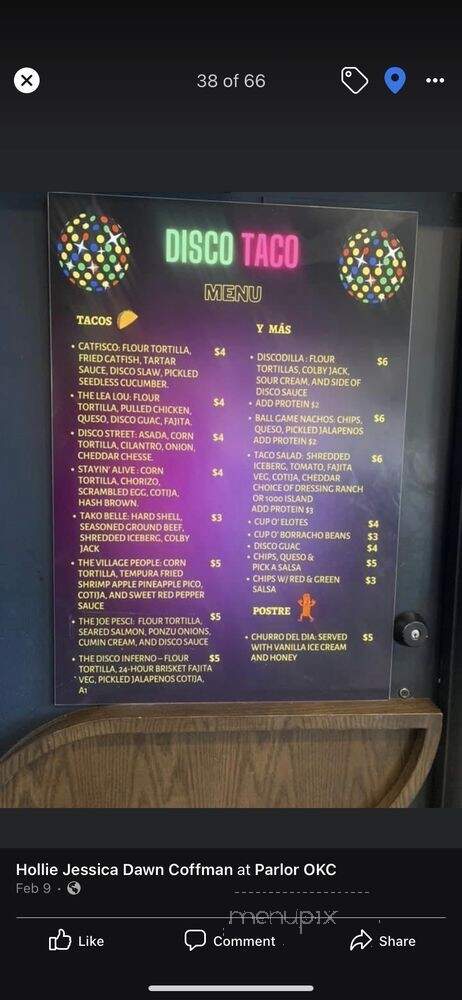 38 of 66
DISCO TACO
MENU
TACOS
• CATFISCO: FLOUR TORTILLA, $4
FRIED CATFISH, TARTAR
SAUCE, DISCO SLAW, PICKLED
SEEDLESS CUCUMBER.
• THE LEA LOU: FLOUR $4
TORTILLA, PULLED CHICKEN,
QUESO, DISCO GUAC, FAJITA.
• DISCO STREET: ASADA, CORN $4
TORTILLA, CILANTRO, ONION,
CHEDDAR CHESSE.
• STAYIN' ALIVE : CORN $4
TORTILLA, CHORIZO,
SCRAMBLED EGG, COTIJA,
HASH BROWN.
• TAKO BELLE: HARD SHELL, $3
SEASONED GROUND BEEF,
SHREDDED ICEBERG, COLBY
JACK
• THE VILLAGE PEOPLE: CORN $5
TORTILLA, TEMPURA FRIED
SHRIMP APPLE PINEAPPLE PICO,
COTIJA, AND SWEET RED PEPPER
SAUCE
• THE JOE PESCI: FLOUR TORTILLA, $5
SEARED SALMON, PONZU ONIONS,
CUMIN CREAM, AND DISCO SAUCE
• THE DISCO INFERNO – FLOUR $5
TORTILLA, 24-HOUR BRISKET FAJITA
VEG, PICKLED JALAPENOS COTIJA,
A1
Y MÁS
• DISCODILLA : FLOUR $6
TORTILLAS, COLBY JACK,
SOUR CREAM, AND SIDE OF
DISCO SAUCE
• ADD PROTEIN $2
• BALL GAME NACHOS: CHIPS, $6
QUESO, PICKLED JALAPENOS
ADD PROTEIN $2
• TACO SALAD: SHREDDED $6
ICEBERG, TOMATO, FAJITA
VEG, COTIJA, CHEDDAR
CHOICE OF DRESSING RANCH
OR 1000 ISLAND
ADD PROTEIN $3
• CUP O' ELOTES $4
• CUP O' BORRACHO BEANS $3
• DISCO GUAC $4
• CHIPS, QUESO & $5
PICK A SALSA
• CHIPS W/ RED & GREEN $3
SALSA
POSTRE
• CHURRO DEL DIA: SERVED $5
WITH VANILLA ICE CREAM
AND HONEY
Hollie Jessica Dawn Coffman at Parlor OKC
Feb 9 ·
menupix
Like Comment Share